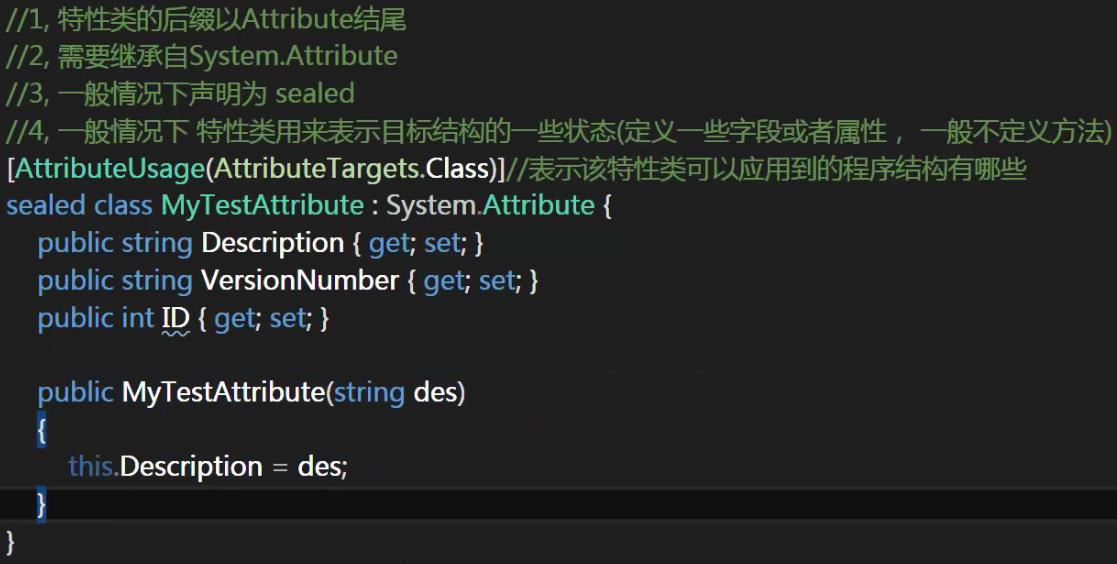 //1, 特性类的后缀以Attribute结尾
//2, 需要继承自System.Attribute
//3, 一般情况下声明为 sealed
//4, 一般情况下 特性类用来表示目标结构的一些状态(定义一些字段或者属性， 一般不定义方法)
[AttributeUsage(AttributeTargets.Class)]//表示该特性类可以应用到的程序结构有哪些
sealed class MyTestAttribute : System.Attribute {
public string Description { get; set; }
public string VersionNumber { get; set; }
public int ID { get; set; }
public MyTestAttribute(string des)
{
this.Description = des;
}
}